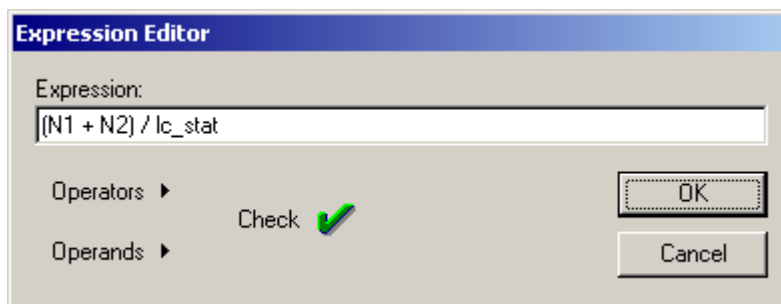 Expression Editor
Expression:
(N1 + N2) / lc_stat
Operators
Check
OK
Operands
Cancel